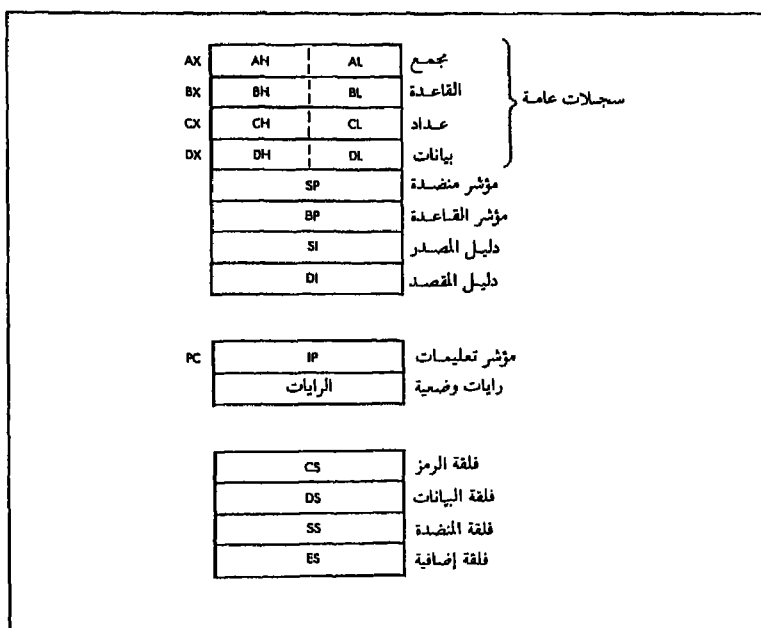 AX AH AL مجمع
BX BH BL القاعدة
سجلات عامة
CX CH CL عداد
DX DH DL بيانات
SP مؤشر منضدة
BP مؤشر القاعدة
SI دليل المصدر
DI دليل المقصد
PC IP مؤشر تعليمات
الرايات رايات وضعية
CS فلقة الرمز
DS فلقة البيانات
SS فلقة المنضدة
ES فلقة إضافية